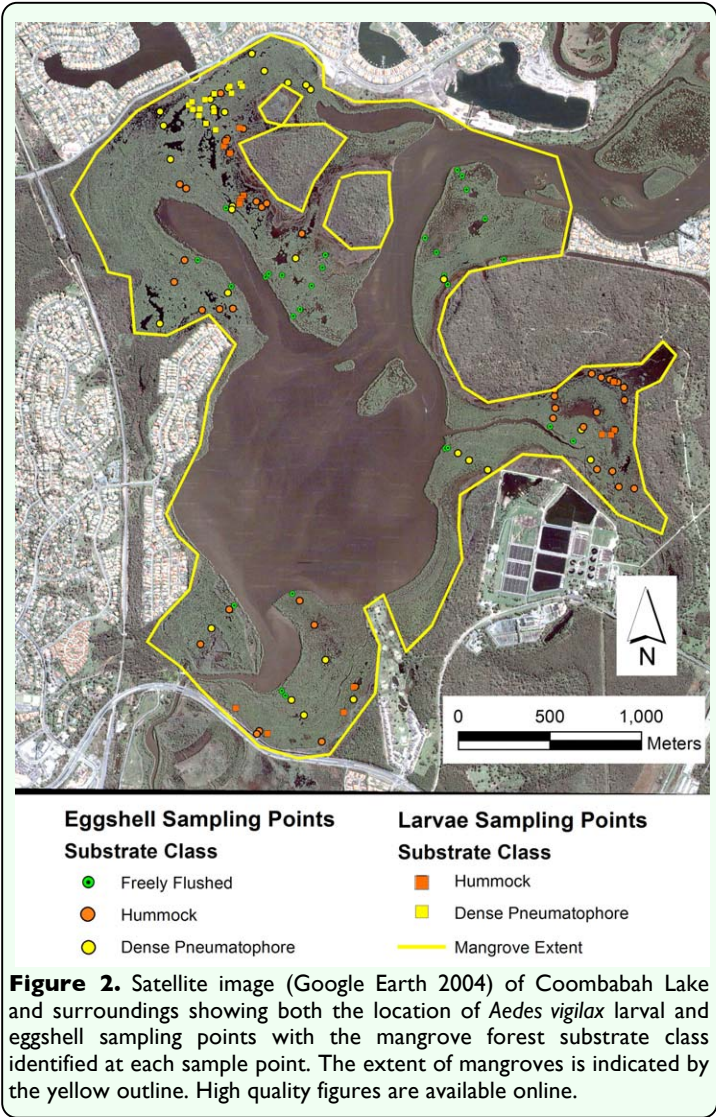 N
0 500 1,000
Meters
Eggshell Sampling Points
Substrate Class
Freely Flushed
Hummock
Dense Pneumatophore
Larvae Sampling Points
Substrate Class
Hummock
Dense Pneumatophore
Mangrove Extent
Figure 2. Satellite image (Google Earth 2004) of Coombabah Lake
and surroundings showing both the location of Aedes vigilax larval and
eggshell sampling points with the mangrove forest substrate class
identified at each sample point. The extent of mangroves is indicated by
the yellow outline. High quality figures are available online.